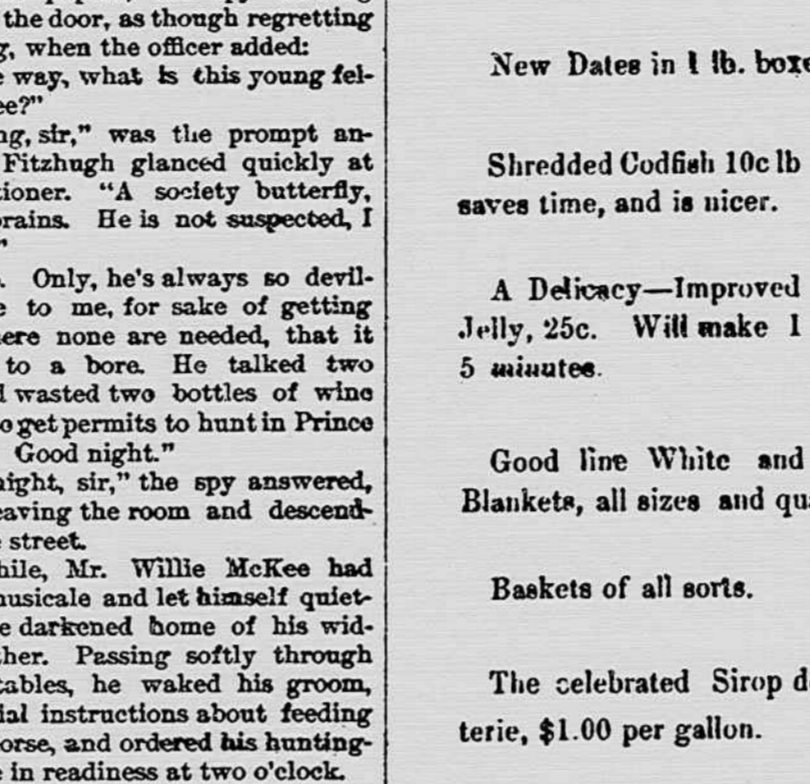 the door, as though regretting
g, when the officer added:
e way, what is this young fel-
ee?"
ng, sir," was the prompt an-
Fitzhugh glanced quickly at
tioner. "A society butterfly,
brains. He is not suspected, I
"
. Only, he's always so devil-
e to me, for sake of getting
here none are needed, that it
to a bore. He talked two
d wasted two bottles of wine
o get permits to hunt in Prince
Good night."
night, sir," the spy answered,
eaving the room and descend-
e street.
hile, Mr. Willie McKee had
musicale and let himself quiet-
e darkened home of his wid-
ther. Passing softly through
tables, he waked his groom,
ial instructions about feeding
orse, and ordered his hunting-
e in readiness at two o'clock.
New Dates in 1 lb. boxe
Shredded Codfish 10c lb
saves time, and is nicer.
A Delicacy—Improved
Jelly, 25c. Will make 1
5 minutes.
Good line White and
Blankets, all sizes and qua
Baskets of all sorts.
The celebrated Sirop d
terie, $1.00 per gallon.